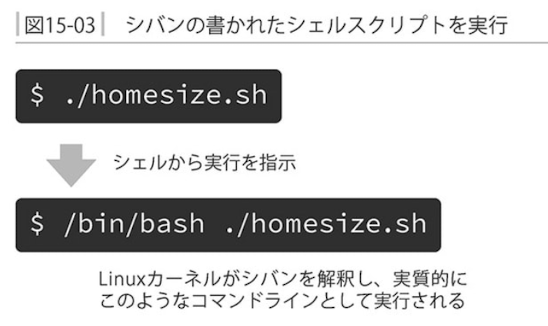 図15-03 シバンの書かれたシェルスクリプトを実行
$ ./homesize.sh
シェルから実行を指示
$ /bin/bash ./homesize.sh
Linuxカーネルがシバンを解釈し、実質的に
このようなコマンドラインとして実行される